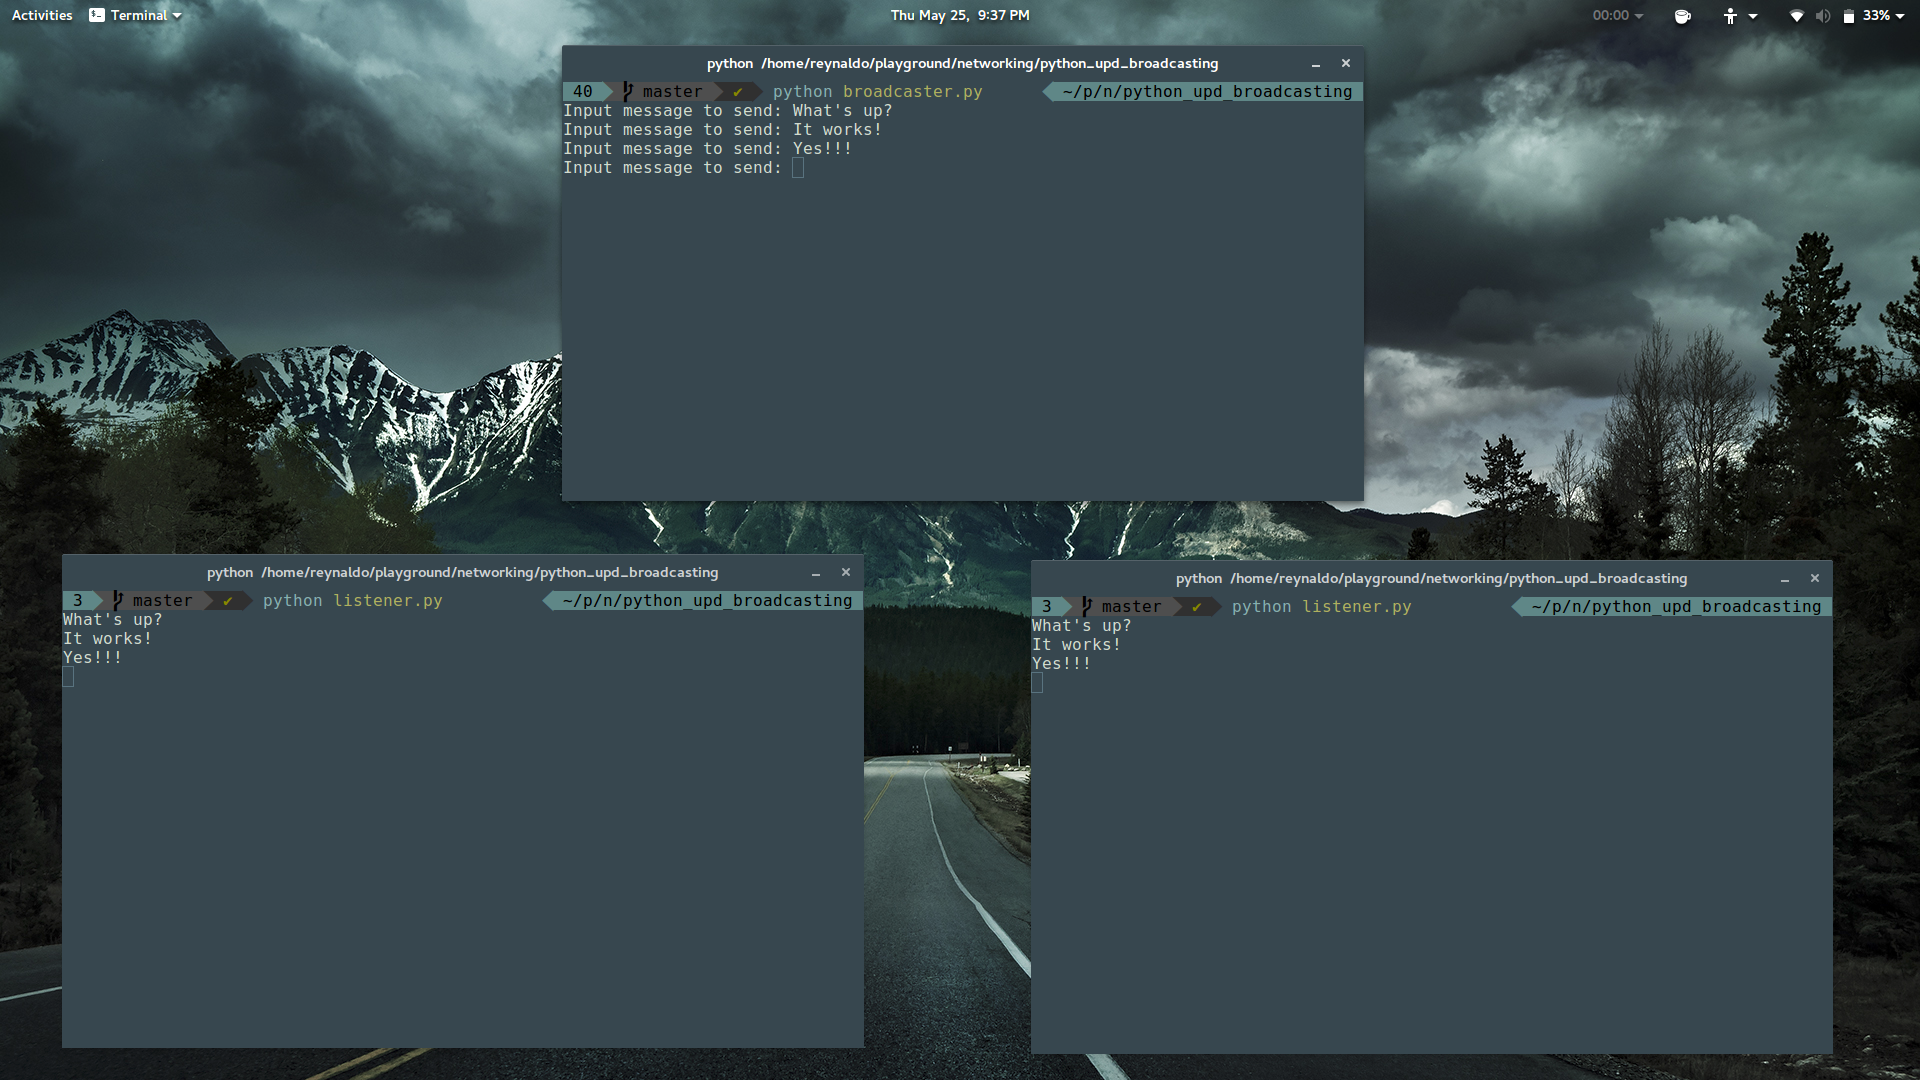 Activities Terminal Thu May 25, 9:37 PM 00:00 33%
python /home/reynaldo/playground/networking/python_upd_broadcasting
40 master ✔ python broadcaster.py ~/p/n/python_upd_broadcasting
Input message to send: What's up?
Input message to send: It works!
Input message to send: Yes!!!
Input message to send:
python /home/reynaldo/playground/networking/python_upd_broadcasting
3 master ✔ python listener.py ~/p/n/python_upd_broadcasting
What's up?
It works!
Yes!!!
python /home/reynaldo/playground/networking/python_upd_broadcasting
3 master ✔ python listener.py ~/p/n/python_upd_broadcasting
What's up?
It works!
Yes!!!